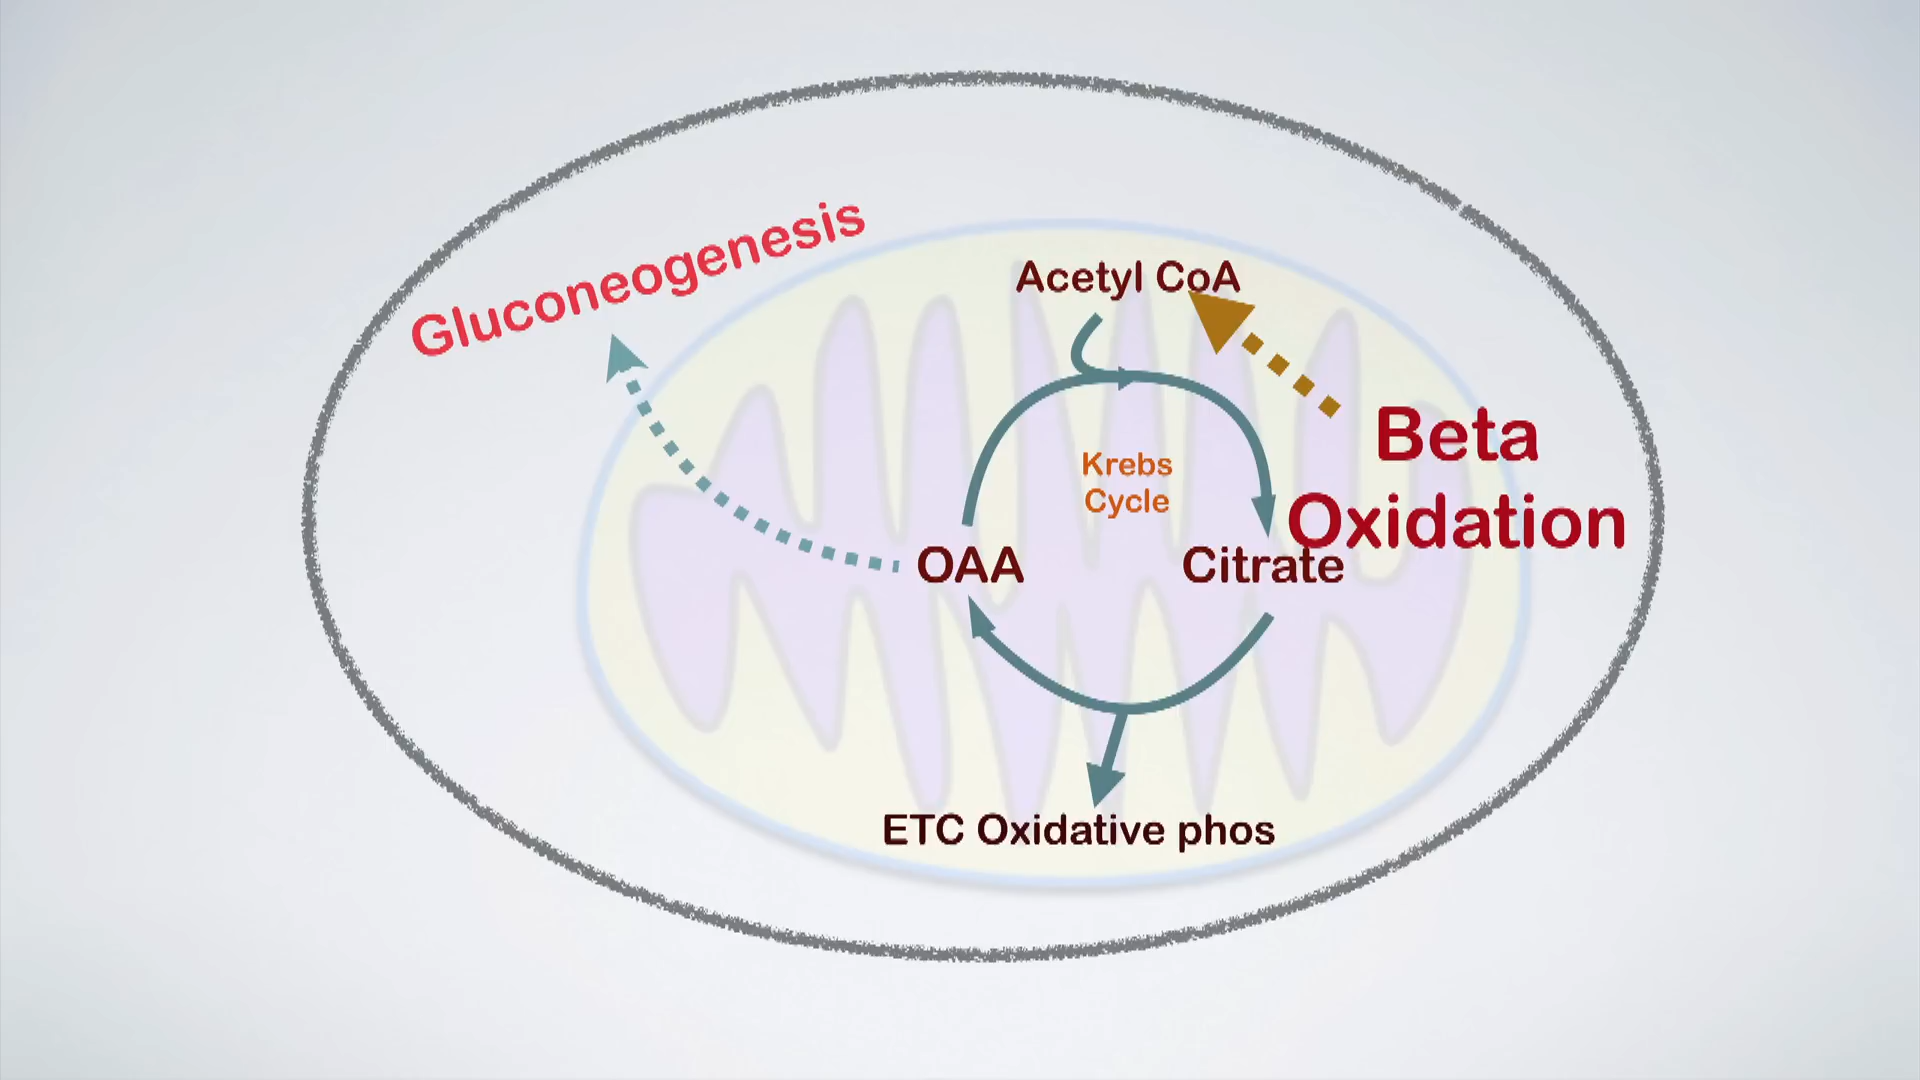 Gluconeogenesis
Acetyl CoA
Krebs
Cycle
Beta
Oxidation
OAA
Citrate
ETC Oxidative phos